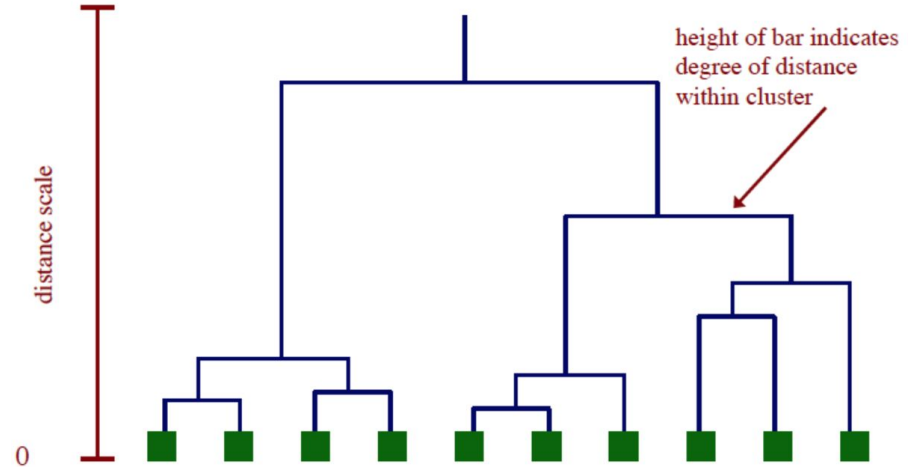 height of bar indicates
degree of distance
within cluster
distance scale
0